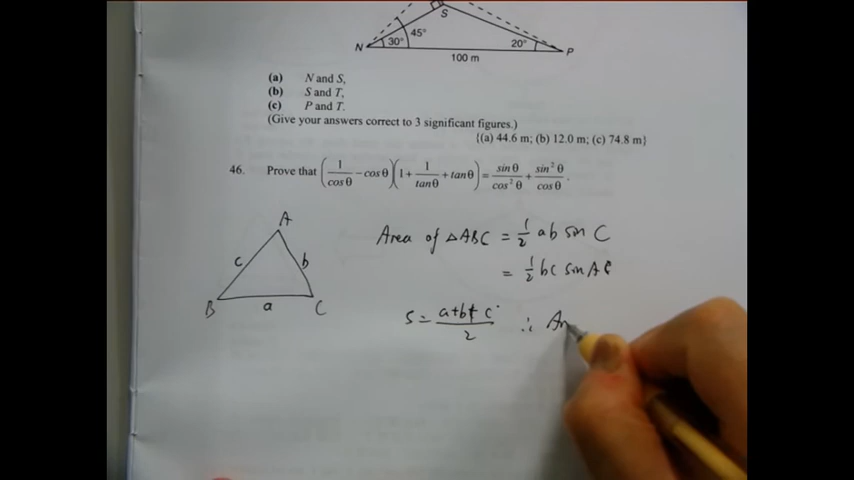 S
45°
N
30°
20°
P
100 m
(a) N and S,
(b) S and T,
(c) P and T.
(Give your answers correct to 3 significant figures.)
{(a) 44.6 m; (b) 12.0 m; (c) 74.8 m}
46. Prove that (1/cosθ − cosθ)(1 + 1/tanθ + tanθ) = sinθ/cos²θ + sin²θ/cosθ.
A
Area of △ABC = 1/2 ab sin C
c
b
= 1/2 bc sin A
B
a
C
S = a+b+c/2 ∴ Ar